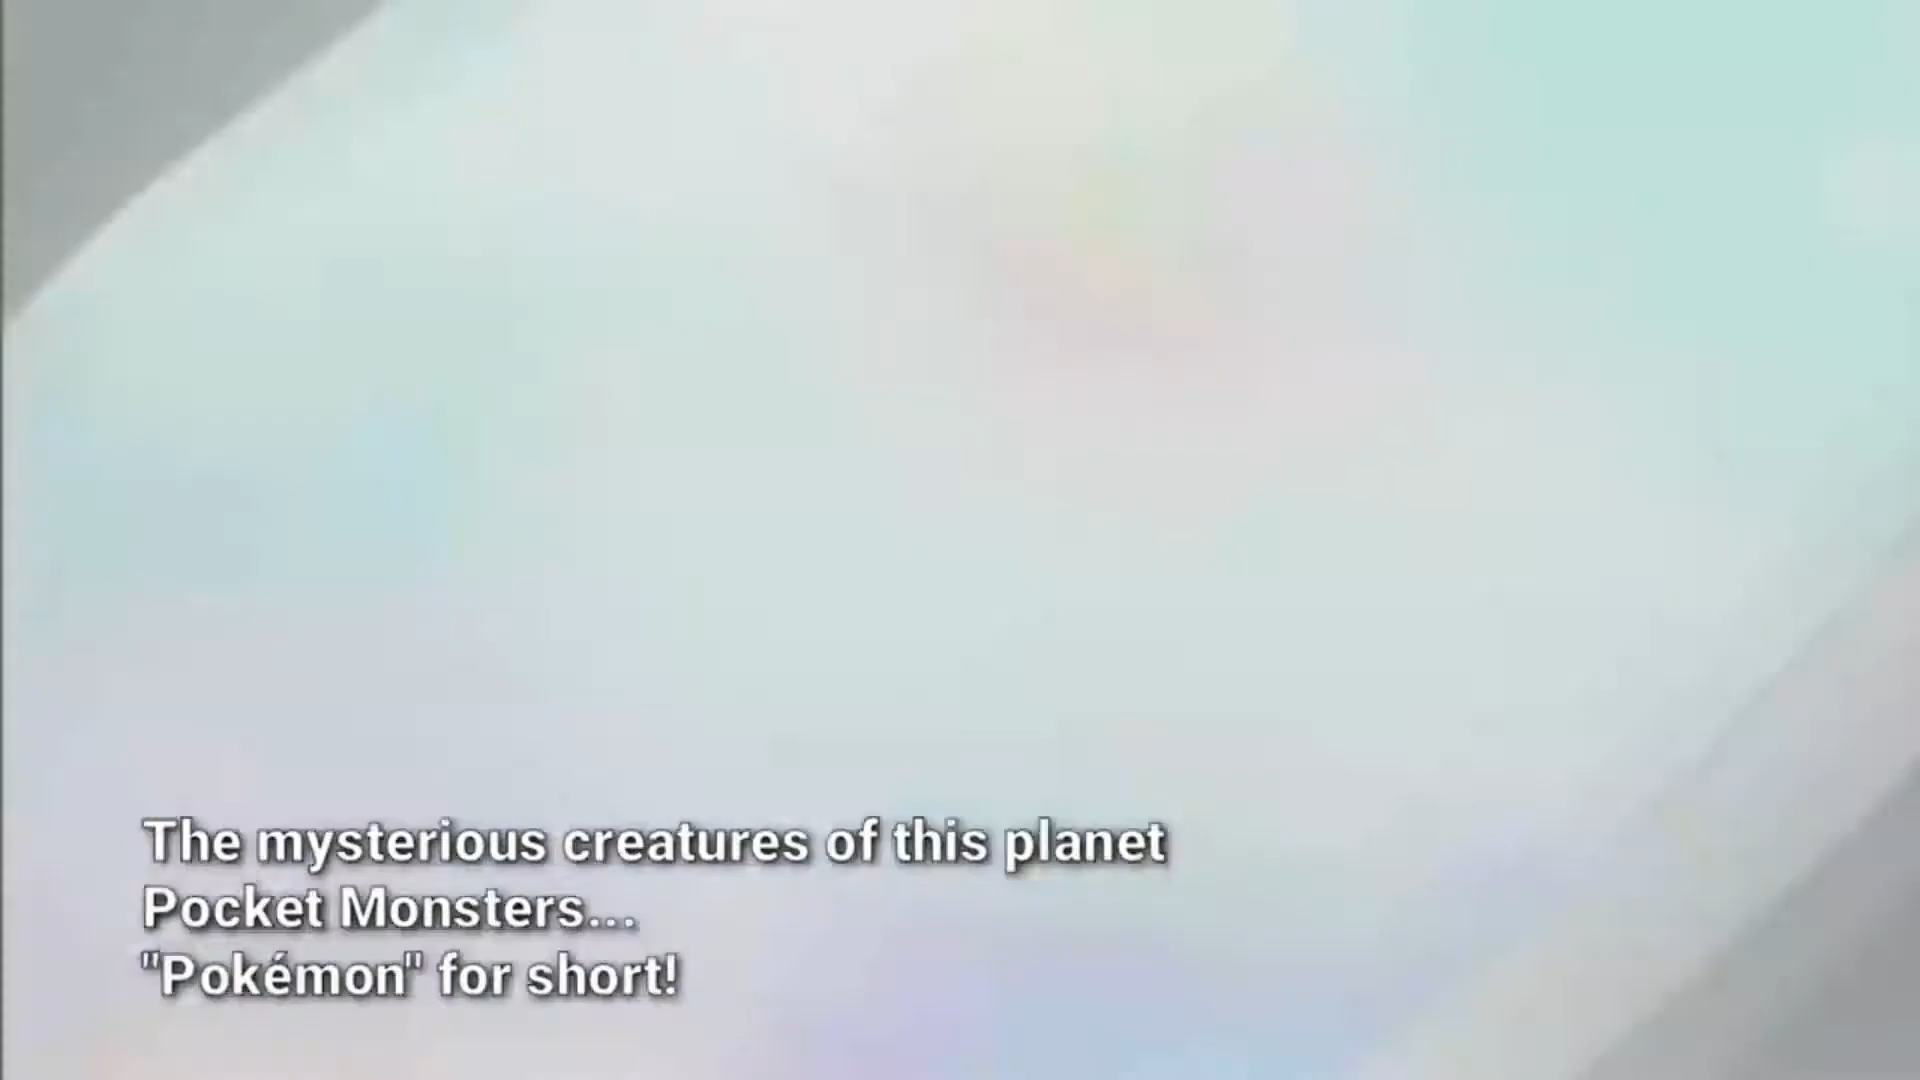 The mysterious creatures of this planet
Pocket Monsters...
"Pokémon" for short!